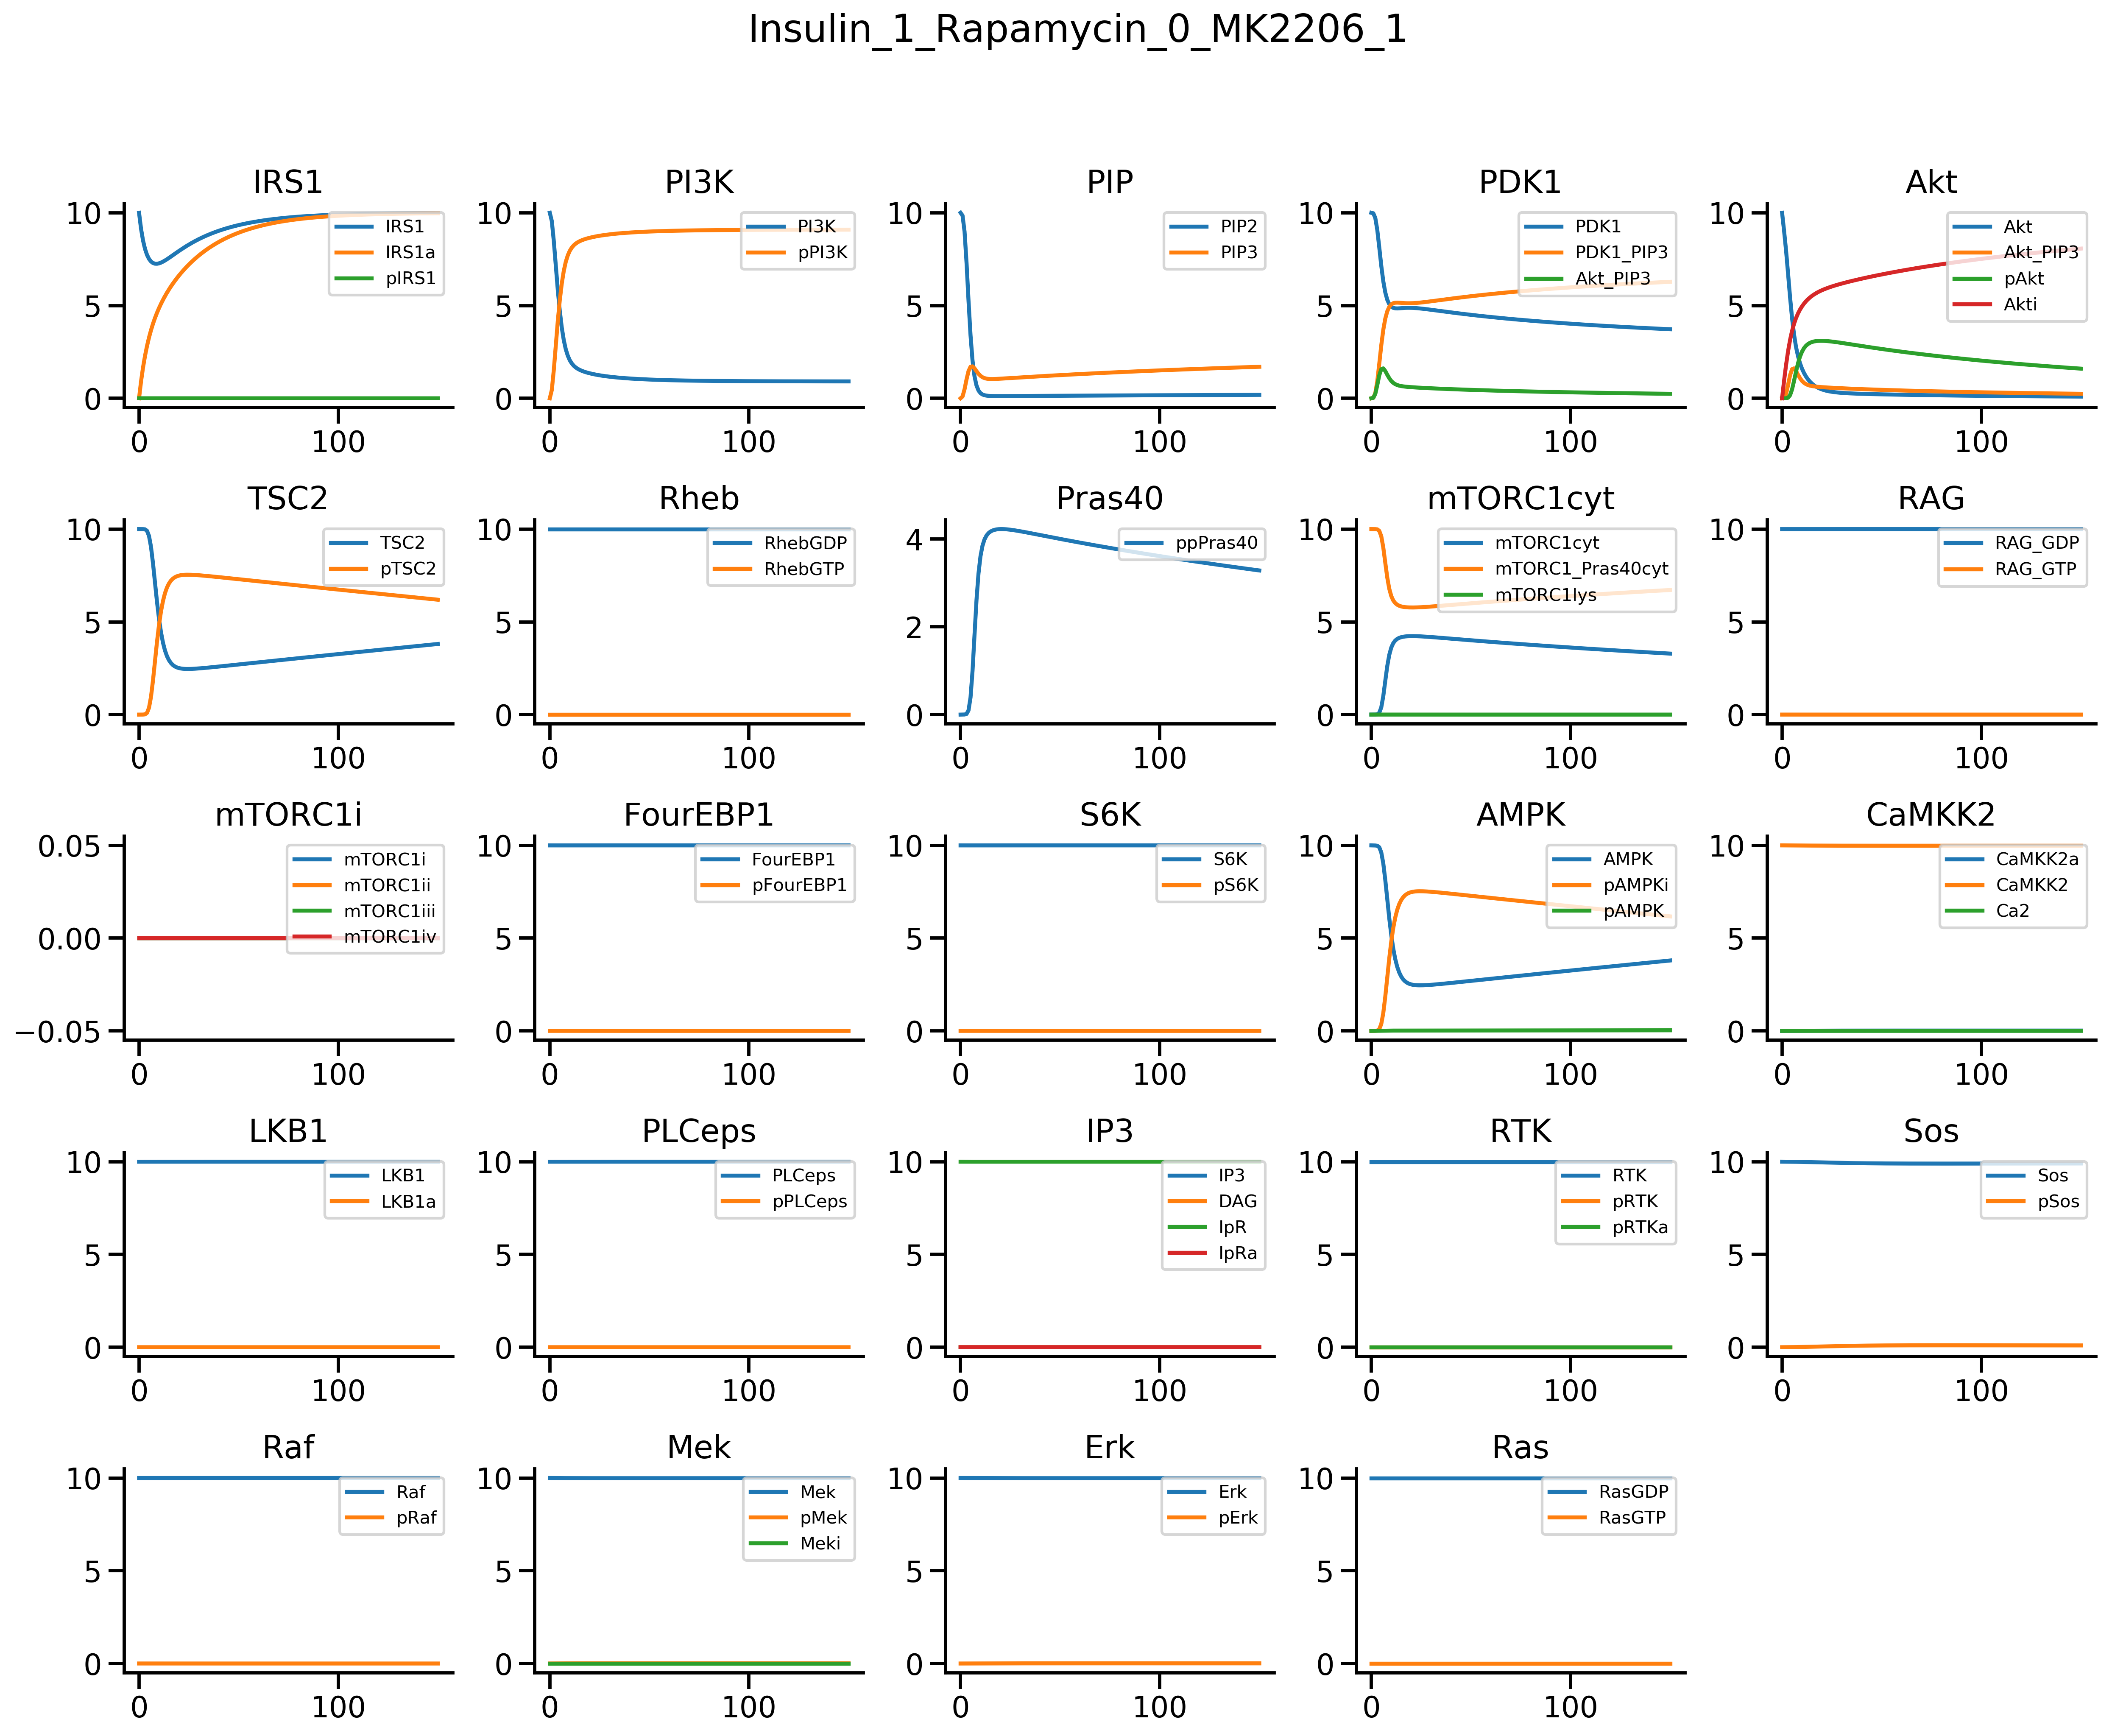 Insulin_1_Rapamycin_0_MK2206_1
IRS1
10
5
0
0
100
IRS1
IRS1a
pIRS1
PI3K
10
5
0
0
100
PI3K
pPI3K
PIP
10
5
0
0
100
PIP2
PIP3
PDK1
10
5
0
0
100
PDK1
PDK1_PIP3
Akt_PIP3
Akt
10
5
0
0
100
Akt
Akt_PIP3
pAkt
Akti
TSC2
10
5
0
0
100
TSC2
pTSC2
Rheb
10
5
0
0
100
RhebGDP
RhebGTP
Pras40
4
2
0
0
100
ppPras40
mTORC1cyt
10
5
0
0
100
mTORC1cyt
mTORC1_Pras40cyt
mTORC1lys
RAG
10
5
0
0
100
RAG_GDP
RAG_GTP
mTORC1i
0.05
0.00
−0.05
0
100
mTORC1i
mTORC1ii
mTORC1iii
mTORC1iv
FourEBP1
10
5
0
0
100
FourEBP1
pFourEBP1
S6K
10
5
0
0
100
S6K
pS6K
AMPK
10
5
0
0
100
AMPK
pAMPKi
pAMPK
CaMKK2
10
5
0
0
100
CaMKK2a
CaMKK2
Ca2
LKB1
10
5
0
0
100
LKB1
LKB1a
PLCeps
10
5
0
0
100
PLCeps
pPLCeps
IP3
10
5
0
0
100
IP3
DAG
IpR
IpRa
RTK
10
5
0
0
100
RTK
pRTK
pRTKa
Sos
10
5
0
0
100
Sos
pSos
Raf
10
5
0
0
100
Raf
pRaf
Mek
10
5
0
0
100
Mek
pMek
Meki
Erk
10
5
0
0
100
Erk
pErk
Ras
10
5
0
0
100
RasGDP
RasGTP